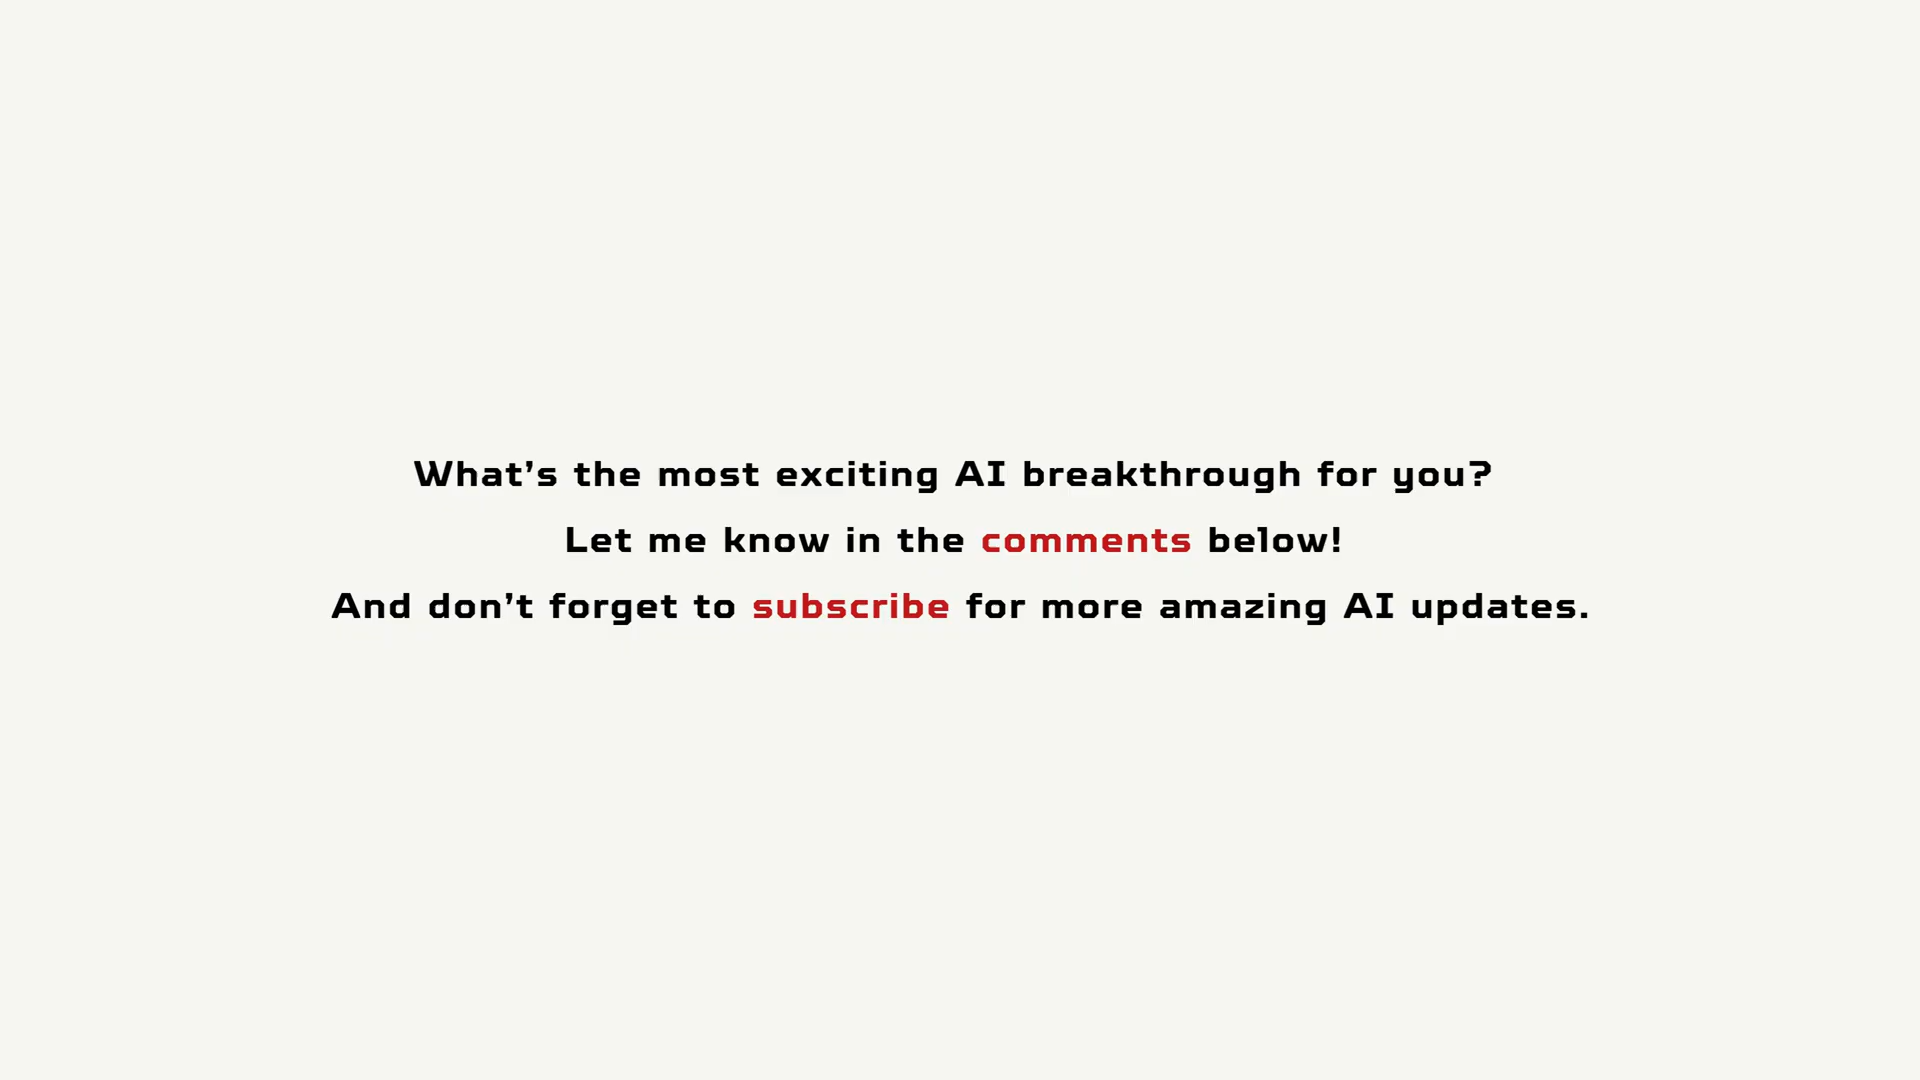 What’s the most exciting AI breakthrough for you?
Let me know in the comments below!
And don’t forget to subscribe for more amazing AI updates.